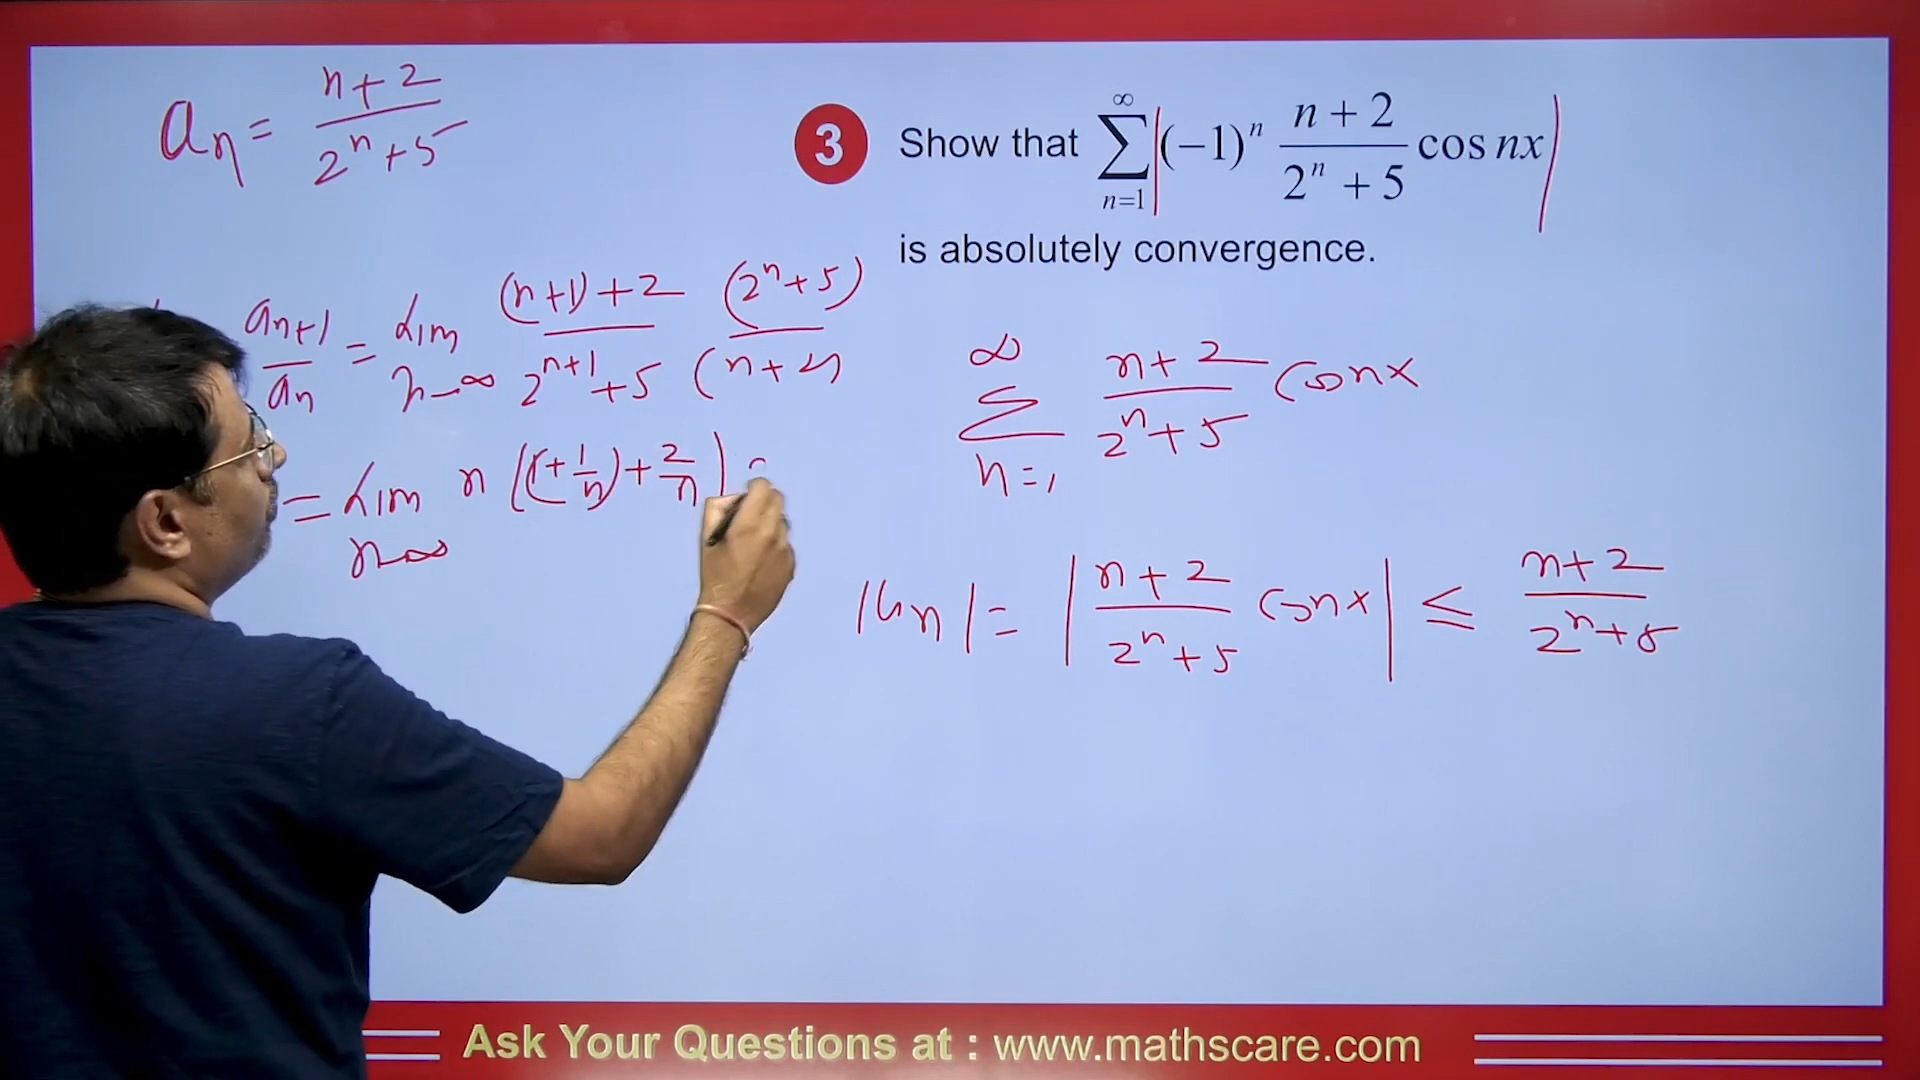 aₙ = (n+2)/(2ⁿ+5)
3 Show that ∑_{n=1}^{∞} |(−1)ⁿ (n + 2)/(2ⁿ + 5) cos nx|
is absolutely convergence.
aₙ₊₁/aₙ = Lim_{n→∞} ((n+1)+2)/(2ⁿ⁺¹+5) (2ⁿ+5)/(n+2)
= Lim_{n→∞} n((1+1/n)+2/n)
∑_{n=1}^{∞} (n+2)/(2ⁿ+5) cos nx
|uₙ| = |(n+2)/(2ⁿ+5) cos nx| ≤ (n+2)/(2ⁿ+5)
Ask Your Questions at : www.mathscare.com